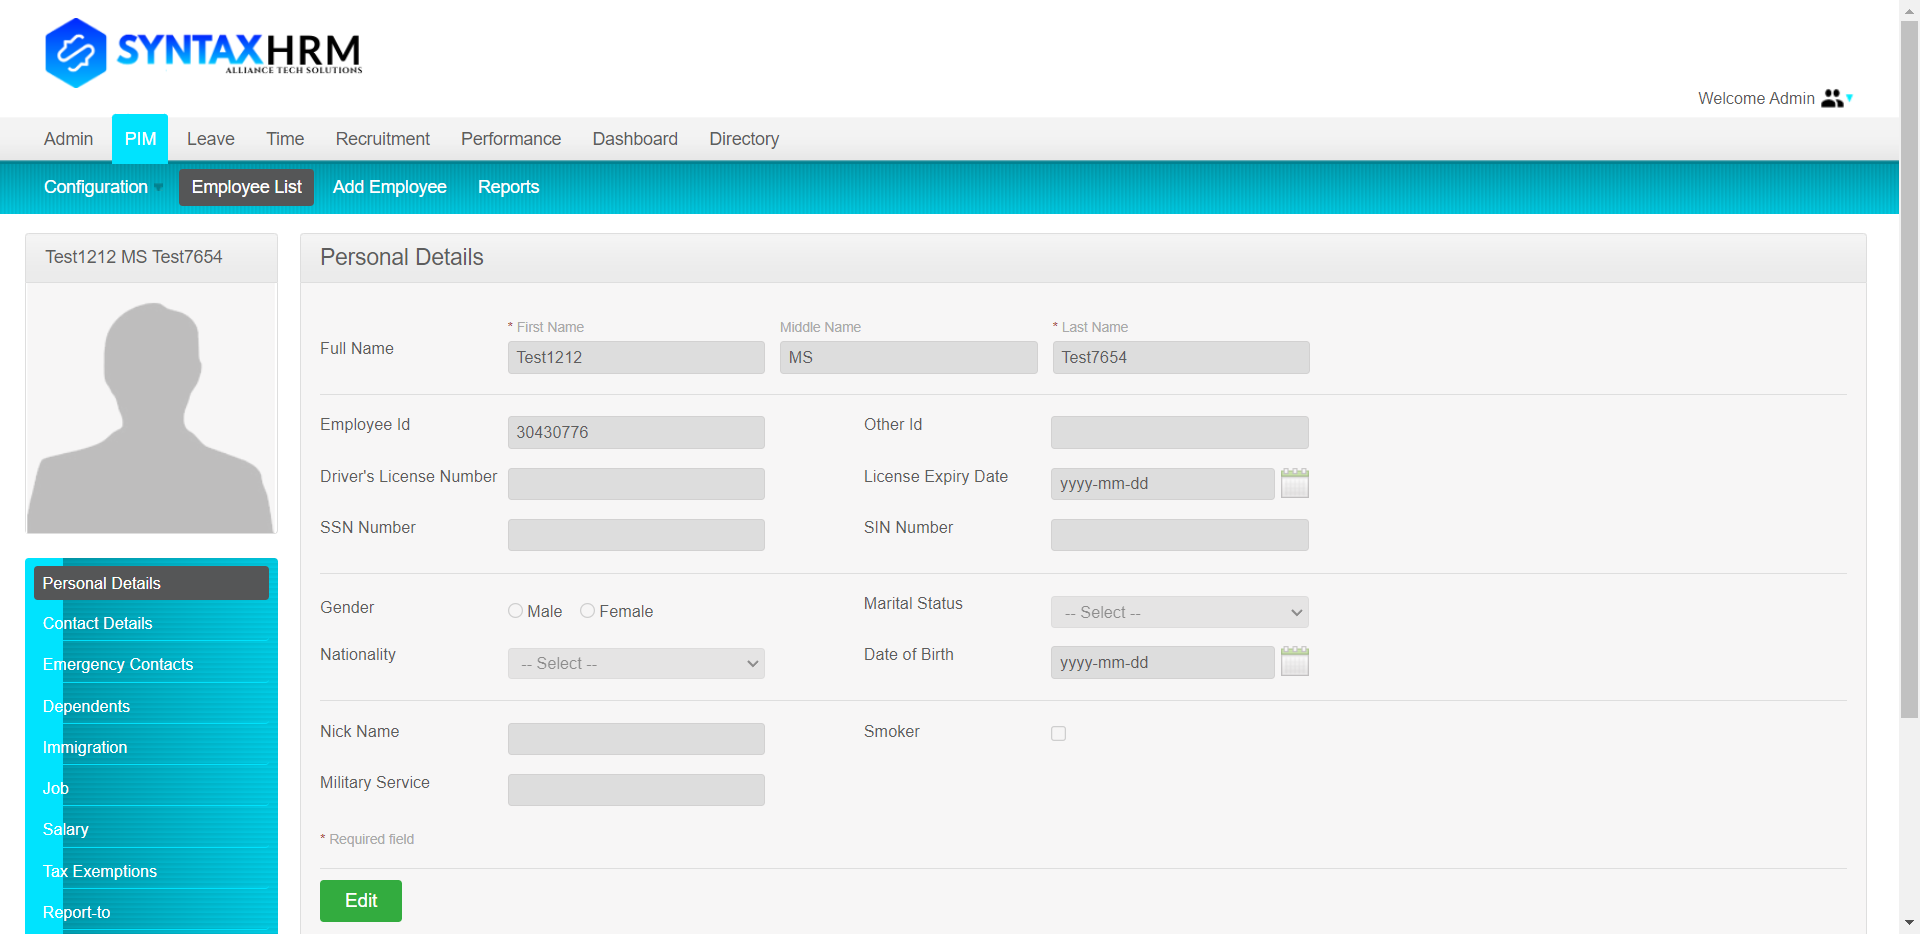 SYNTAXHRM
ALLIANCE TECH SOLUTIONS
Welcome Admin
Admin PIM Leave Time Recruitment Performance Dashboard Directory
Configuration Employee List Add Employee Reports
Test1212 MS Test7654
Personal Details
Contact Details
Emergency Contacts
Dependents
Immigration
Job
Salary
Tax Exemptions
Report-to
Personal Details
* First Name Middle Name * Last Name
Full Name Test1212 MS Test7654
Employee Id 30430776 Other Id
Driver's License Number License Expiry Date yyyy-mm-dd
SSN Number SIN Number
Gender Male Female Marital Status -- Select --
Nationality -- Select -- Date of Birth yyyy-mm-dd
Nick Name Smoker
Military Service
* Required field
Edit